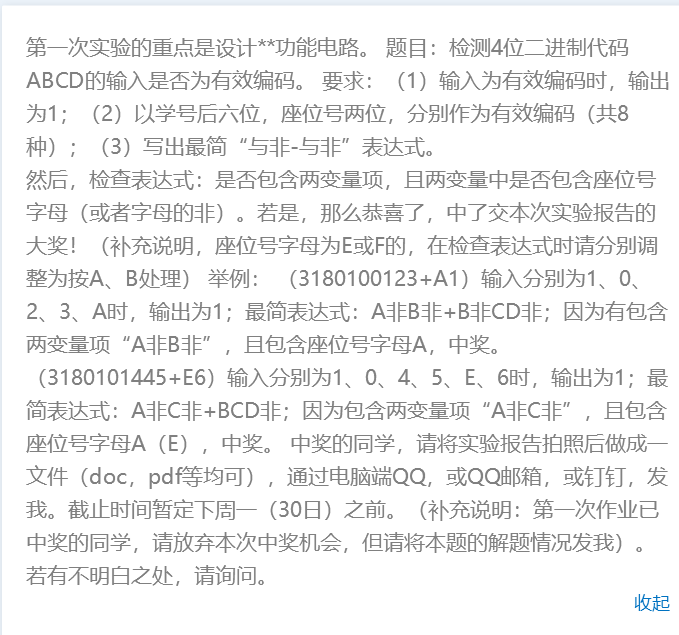 第一次实验的重点是设计**功能电路。 题目：检测4位二进制代码
ABCD的输入是否为有效编码。 要求：（1）输入为有效编码时，输出
为1；（2）以学号后六位，座位号两位，分别作为有效编码（共8
种）；（3）写出最简“与非-与非”表达式。
然后，检查表达式：是否包含两变量项，且两变量中是否包含座位号
字母（或者字母的非）。若是，那么恭喜了，中了交本次实验报告的
大奖！（补充说明，座位号字母为E或F的，在检查表达式时请分别调
整为按A、B处理） 举例： （3180100123+A1）输入分别为1、0、
2、3、A时，输出为1；最简表达式：A非B非+B非CD非；因为有包含
两变量项“A非B非”，且包含座位号字母A，中奖。
（3180101445+E6）输入分别为1、0、4、5、E、6时，输出为1；最
简表达式：A非C非+BCD非；因为包含两变量项“A非C非”，且包含
座位号字母A（E），中奖。 中奖的同学，请将实验报告拍照后做成一
文件（doc，pdf等均可），通过电脑端QQ，或QQ邮箱，或钉钉，发
我。截止时间暂定下周一（30日）之前。（补充说明：第一次作业已
中奖的同学，请放弃本次中奖机会，但请将本题的解题情况发我）。
若有不明白之处，请询问。
收起